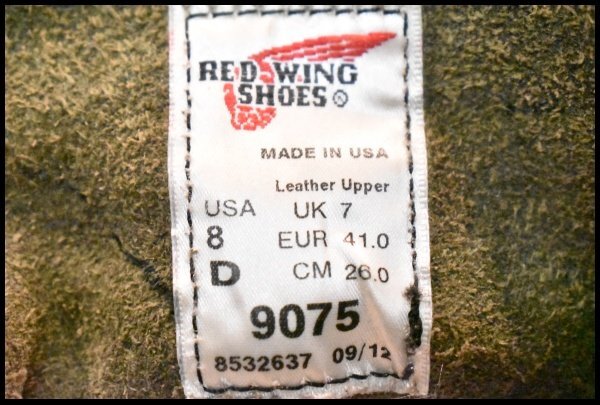 RED WING
SHOES®
MADE IN USA
Leather Upper
USA UK 7
8 EUR 41.0
D CM 26.0
9075
8532637 09/12